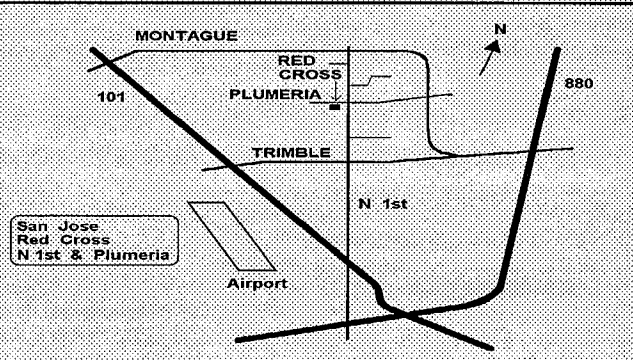 MONTAGUE
N
RED
CROSS
880
101
PLUMERIA
TRIMBLE
N 1st
San Jose
Red Cross
N 1st & Plumeria
Airport